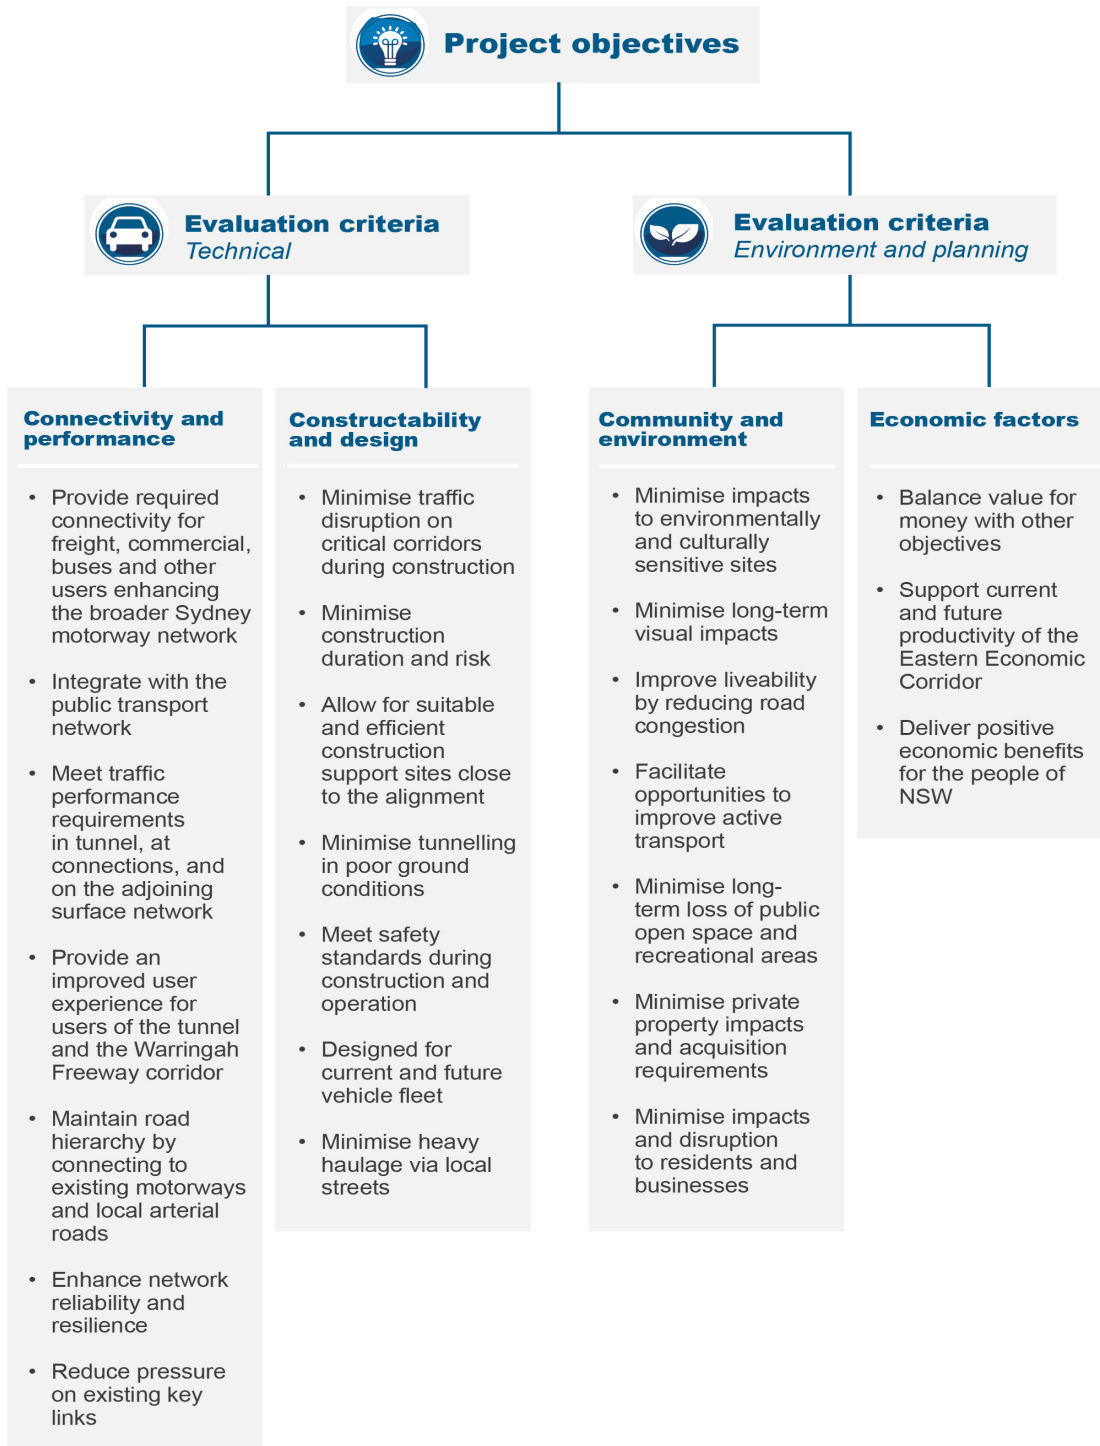 Project objectives
Evaluation criteria
Technical
Evaluation criteria
Environment and planning
Connectivity and
performance
• Provide required
connectivity for
freight, commercial,
buses and other
users enhancing
the broader Sydney
motorway network
• Integrate with the
public transport
network
• Meet traffic
performance
requirements
in tunnel, at
connections, and
on the adjoining
surface network
• Provide an
improved user
experience for
users of the tunnel
and the Warringah
Freeway corridor
• Maintain road
hierarchy by
connecting to
existing motorways
and local arterial
roads
• Enhance network
reliability and
resilience
• Reduce pressure
on existing key
links
Constructability
and design
• Minimise traffic
disruption on
critical corridors
during construction
• Minimise
construction
duration and risk
• Allow for suitable
and efficient
construction
support sites close
to the alignment
• Minimise tunnelling
in poor ground
conditions
• Meet safety
standards during
construction and
operation
• Designed for
current and future
vehicle fleet
• Minimise heavy
haulage via local
streets
Community and
environment
• Minimise impacts
to environmentally
and culturally
sensitive sites
• Minimise long-term
visual impacts
• Improve liveability
by reducing road
congestion
• Facilitate
opportunities to
improve active
transport
• Minimise long-
term loss of public
open space and
recreational areas
• Minimise private
property impacts
and acquisition
requirements
• Minimise impacts
and disruption
to residents and
businesses
Economic factors
• Balance value for
money with other
objectives
• Support current
and future
productivity of the
Eastern Economic
Corridor
• Deliver positive
economic benefits
for the people of
NSW